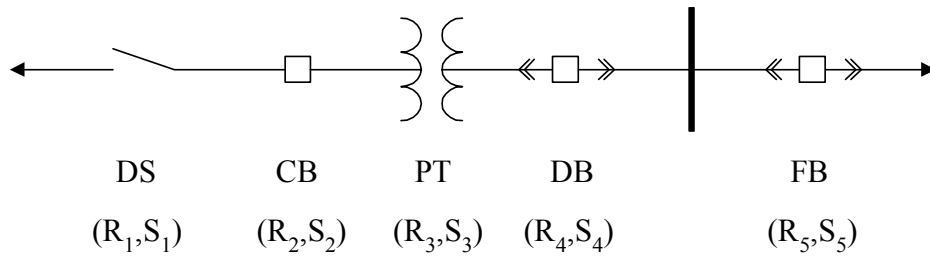 DS CB PT DB FB
(R₁,S₁) (R₂,S₂) (R₃,S₃) (R₄,S₄) (R₅,S₅)